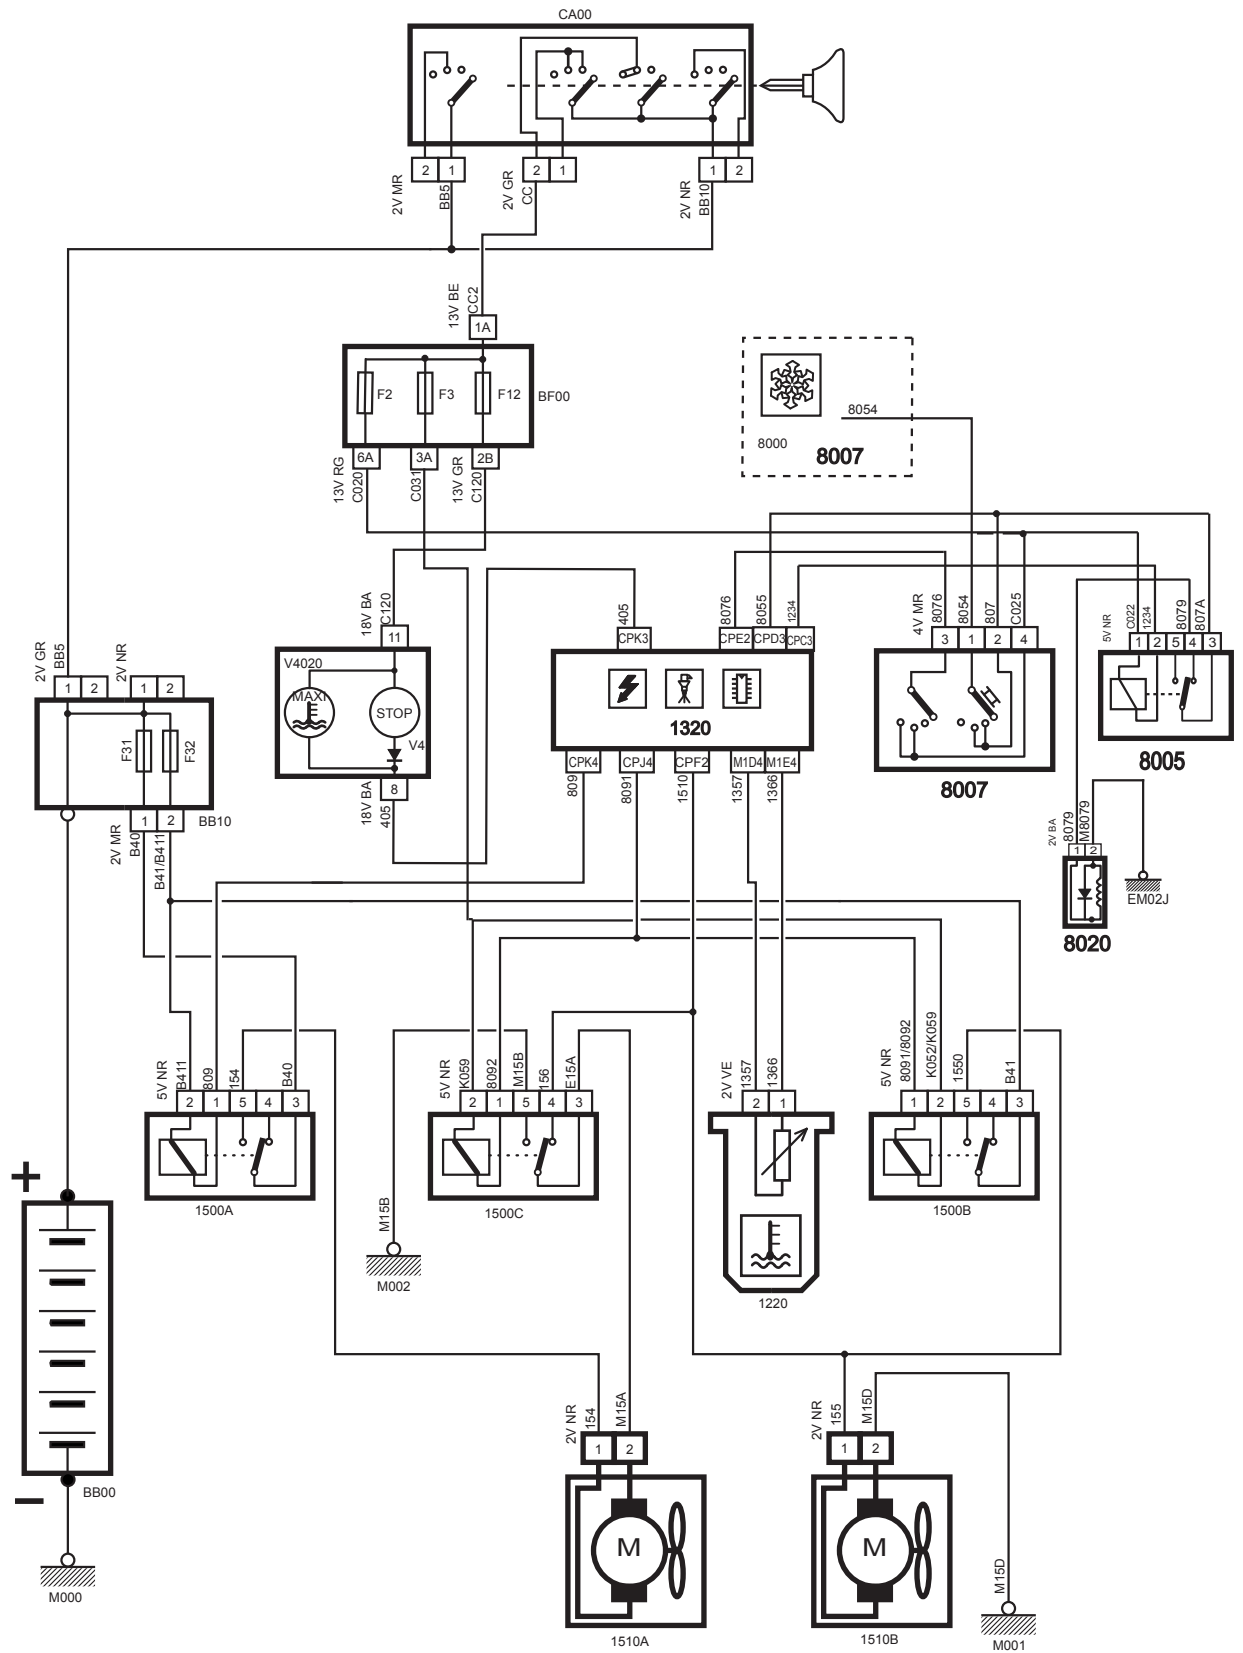 CA00
2 1 2 1 1 2
2V MR BB5 2V GR CC 2V NR BB10
13V BE CC2
1A
F2 F3 F12 BF00
6A 3A 2B
13V RG C020 C031 13V GR C120
8054
8000 8007
18V BA C120
11
V4020
MAXI STOP
V4
8
18V BA 405
405 8076 8055 1234
CPK3 CPE2 CPD3 CPC3
1320
CPK4 CPJ4 CPF2 M1D4 M1E4
809 8091 1510 1357 1366
4V MR 8076 8054 807 C025
3 1 2 4
8007
5V NR C022 1234 8079 807A
1 2 5 4 3
8005
2V BA 8079 M8079
1 2
8020
EM02J
2V GR BB5 2V NR
1 2 1 2
F31 F32
BB10
1 2
2V MR B40 B41/B411
5V NR B411 809 154 B40
2 1 5 4 3
1500A
5V NR K059 8092 M15B 156 E15A
2 1 5 4 3
1500C
M15B
M002
2V VE 1357 1366
2 1
1220
5V NR 8091/8092 K052/K059 1550 B41
1 2 5 4 3
1500B
+
BB00
–
M000
2V NR 154 M15A
1 2
M
1510A
2V NR 155 M15D
1 2
M
1510B
M15D
M001